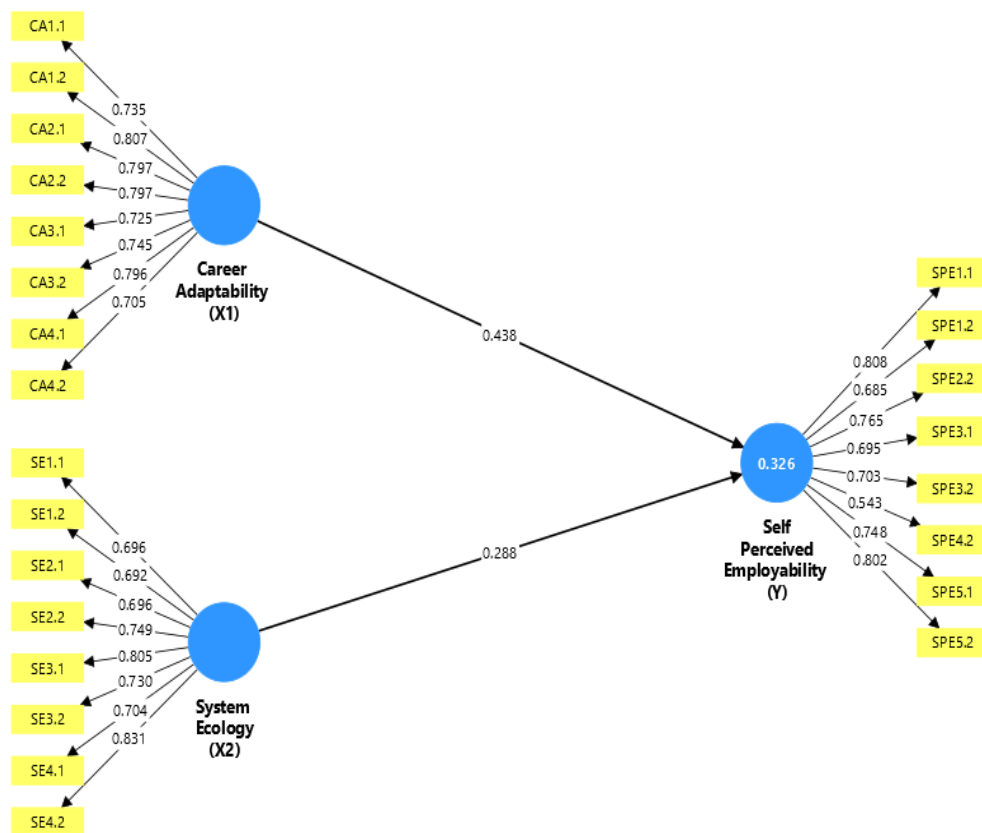 CA1.1
CA1.2
CA2.1
CA2.2
CA3.1
CA3.2
CA4.1
CA4.2
0.735
0.807
0.797
0.797
0.725
0.745
0.796
0.705
Career
Adaptability
(X1)
0.438
SE1.1
SE1.2
SE2.1
SE2.2
SE3.1
SE3.2
SE4.1
SE4.2
0.696
0.692
0.696
0.749
0.805
0.730
0.704
0.831
System
Ecology
(X2)
0.288
0.326
Self
Perceived
Employability
(Y)
0.808
0.685
0.765
0.695
0.703
0.543
0.748
0.802
SPE1.1
SPE1.2
SPE2.2
SPE3.1
SPE3.2
SPE4.2
SPE5.1
SPE5.2